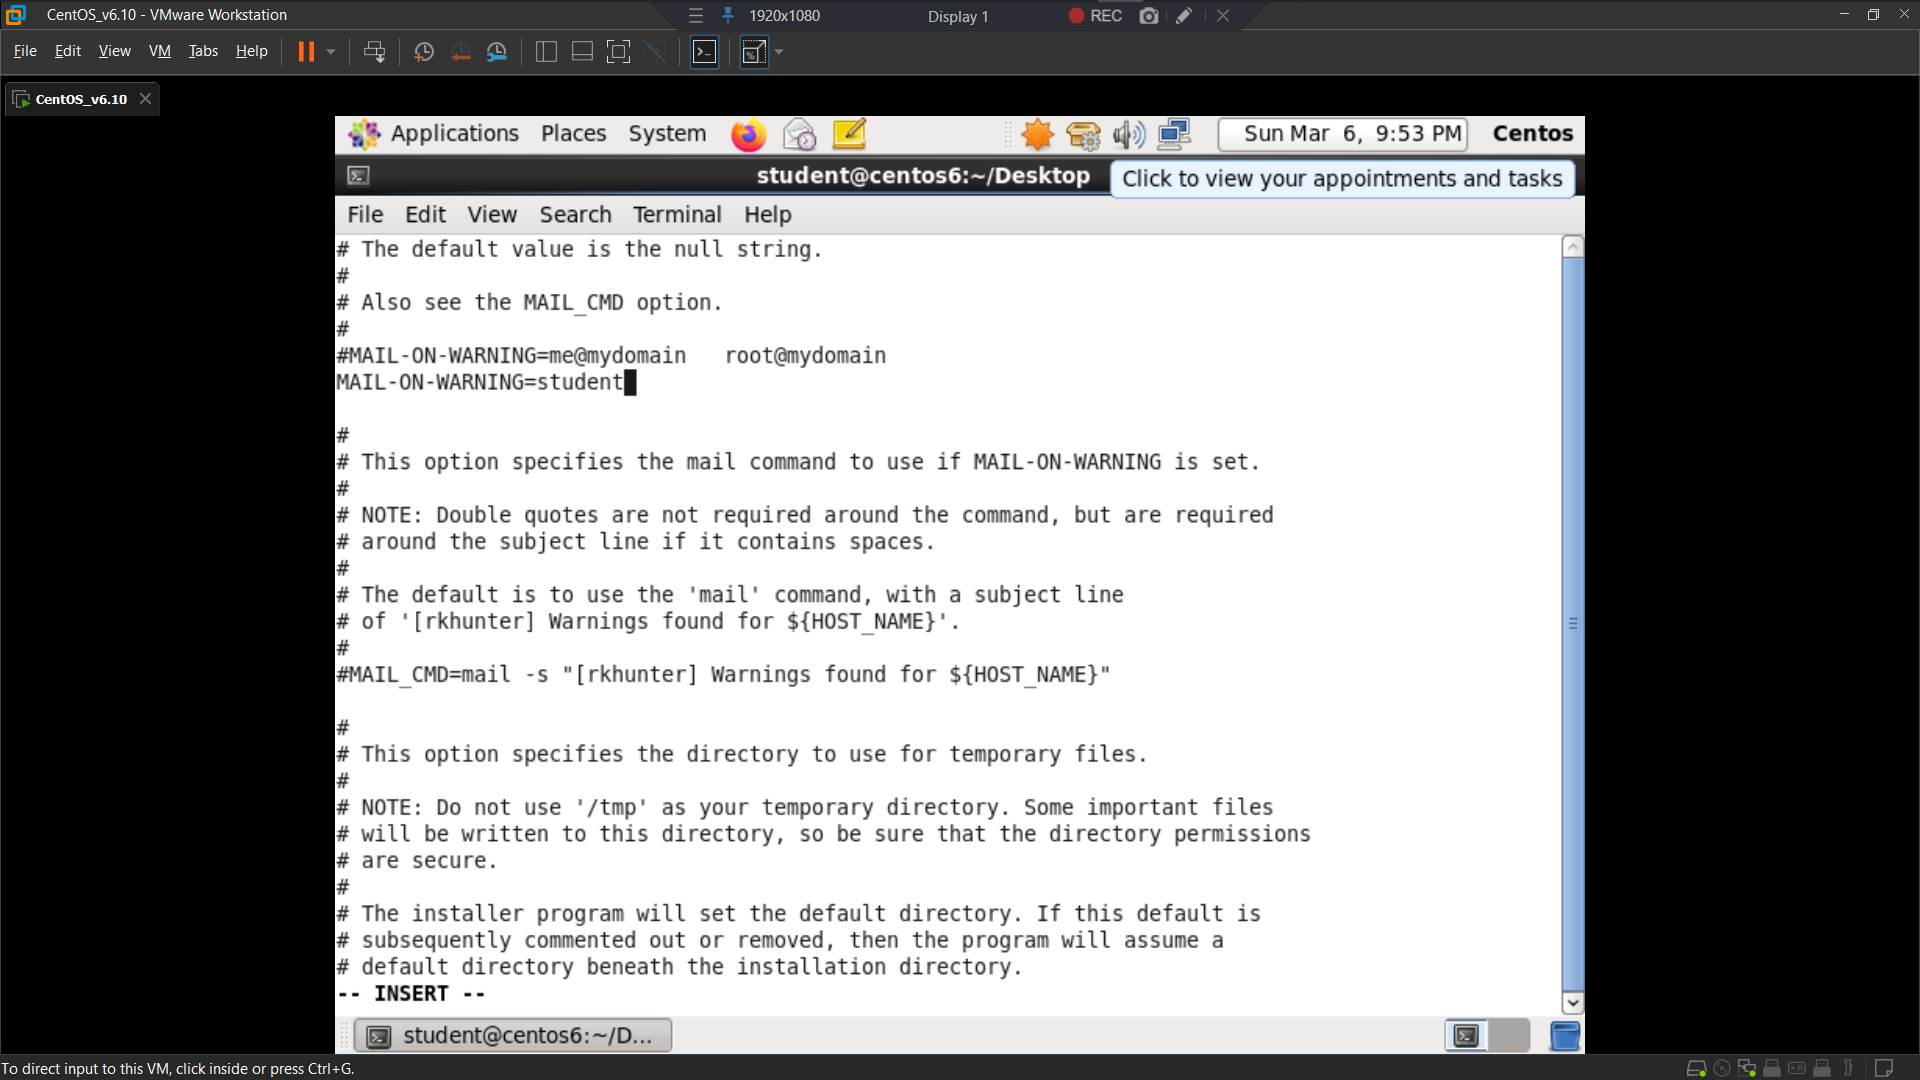 CentOS_v6.10 - VMware Workstation
1920x1080
Display 1
REC
File Edit View VM Tabs Help
CentOS_v6.10
Applications Places System
Sun Mar 6, 9:53 PM
Centos
student@centos6:~/Desktop
Click to view your appointments and tasks
File Edit View Search Terminal Help
# The default value is the null string.
#
# Also see the MAIL_CMD option.
#
#MAIL-ON-WARNING=me@mydomain   root@mydomain
MAIL-ON-WARNING=student
#
# This option specifies the mail command to use if MAIL-ON-WARNING is set.
#
# NOTE: Double quotes are not required around the command, but are required
# around the subject line if it contains spaces.
#
# The default is to use the 'mail' command, with a subject line
# of '[rkhunter] Warnings found for ${HOST_NAME}'.
#
#MAIL_CMD=mail -s "[rkhunter] Warnings found for ${HOST_NAME}"
#
# This option specifies the directory to use for temporary files.
#
# NOTE: Do not use '/tmp' as your temporary directory. Some important files
# will be written to this directory, so be sure that the directory permissions
# are secure.
#
# The installer program will set the default directory. If this default is
# subsequently commented out or removed, then the program will assume a
# default directory beneath the installation directory.
-- INSERT --
student@centos6:~/D...
To direct input to this VM, click inside or press Ctrl+G.